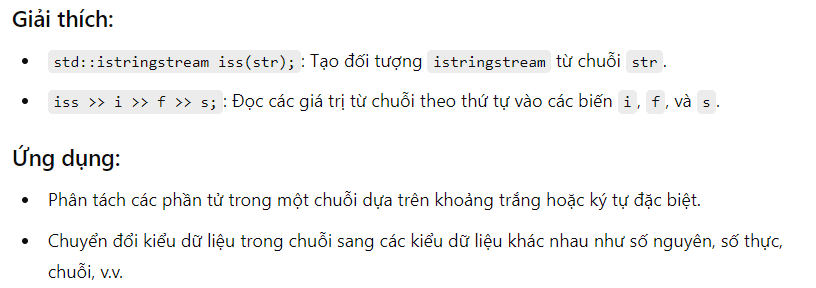 Giải thích:
• std::istringstream iss(str); : Tạo đối tượng istringstream từ chuỗi str .
• iss >> i >> f >> s; : Đọc các giá trị từ chuỗi theo thứ tự vào các biến i , f , và s .
Ứng dụng:
• Phân tách các phần tử trong một chuỗi dựa trên khoảng trắng hoặc ký tự đặc biệt.
• Chuyển đổi kiểu dữ liệu trong chuỗi sang các kiểu dữ liệu khác nhau như số nguyên, số thực,
chuỗi, v.v.